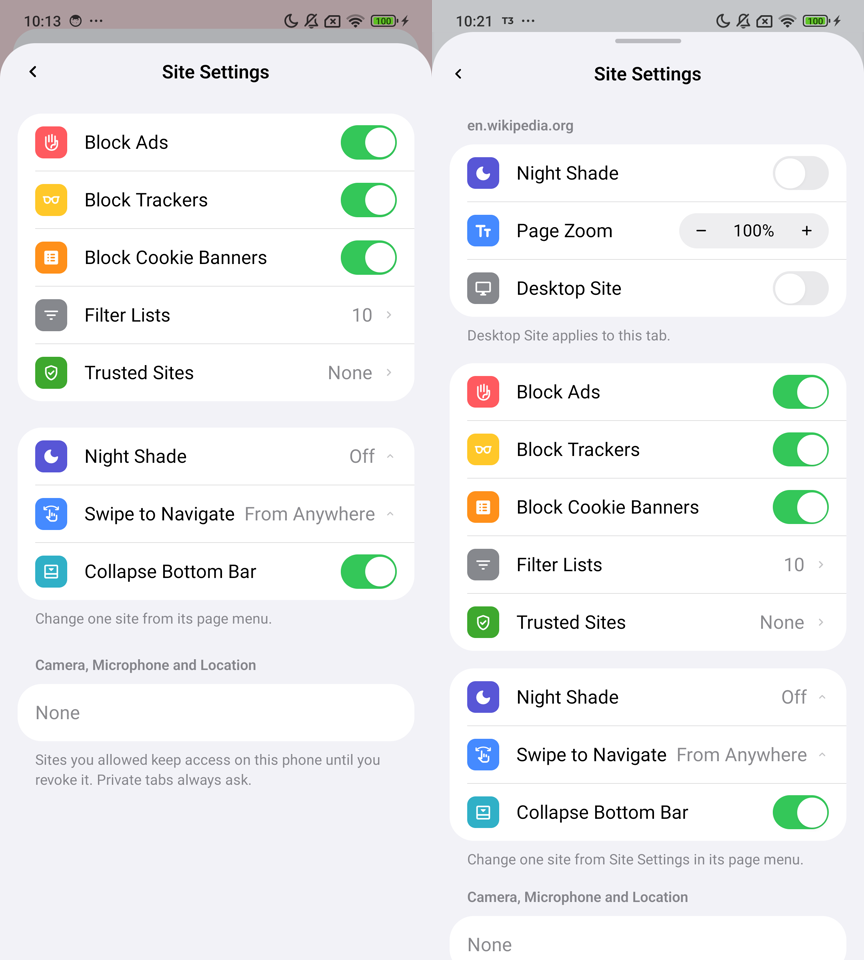 10:13
100
Site Settings
Block Ads
Block Trackers
Block Cookie Banners
Filter Lists 10
Trusted Sites None
Night Shade Off
Swipe to Navigate From Anywhere
Collapse Bottom Bar
Change one site from its page menu.
Camera, Microphone and Location
None
Sites you allowed keep access on this phone until you
revoke it. Private tabs always ask.
10:21 T3
100
Site Settings
en.wikipedia.org
Night Shade
Tт Page Zoom − 100% +
Desktop Site
Desktop Site applies to this tab.
Block Ads
Block Trackers
Block Cookie Banners
Filter Lists 10
Trusted Sites None
Night Shade Off
Swipe to Navigate From Anywhere
Collapse Bottom Bar
Change one site from Site Settings in its page menu.
Camera, Microphone and Location
None